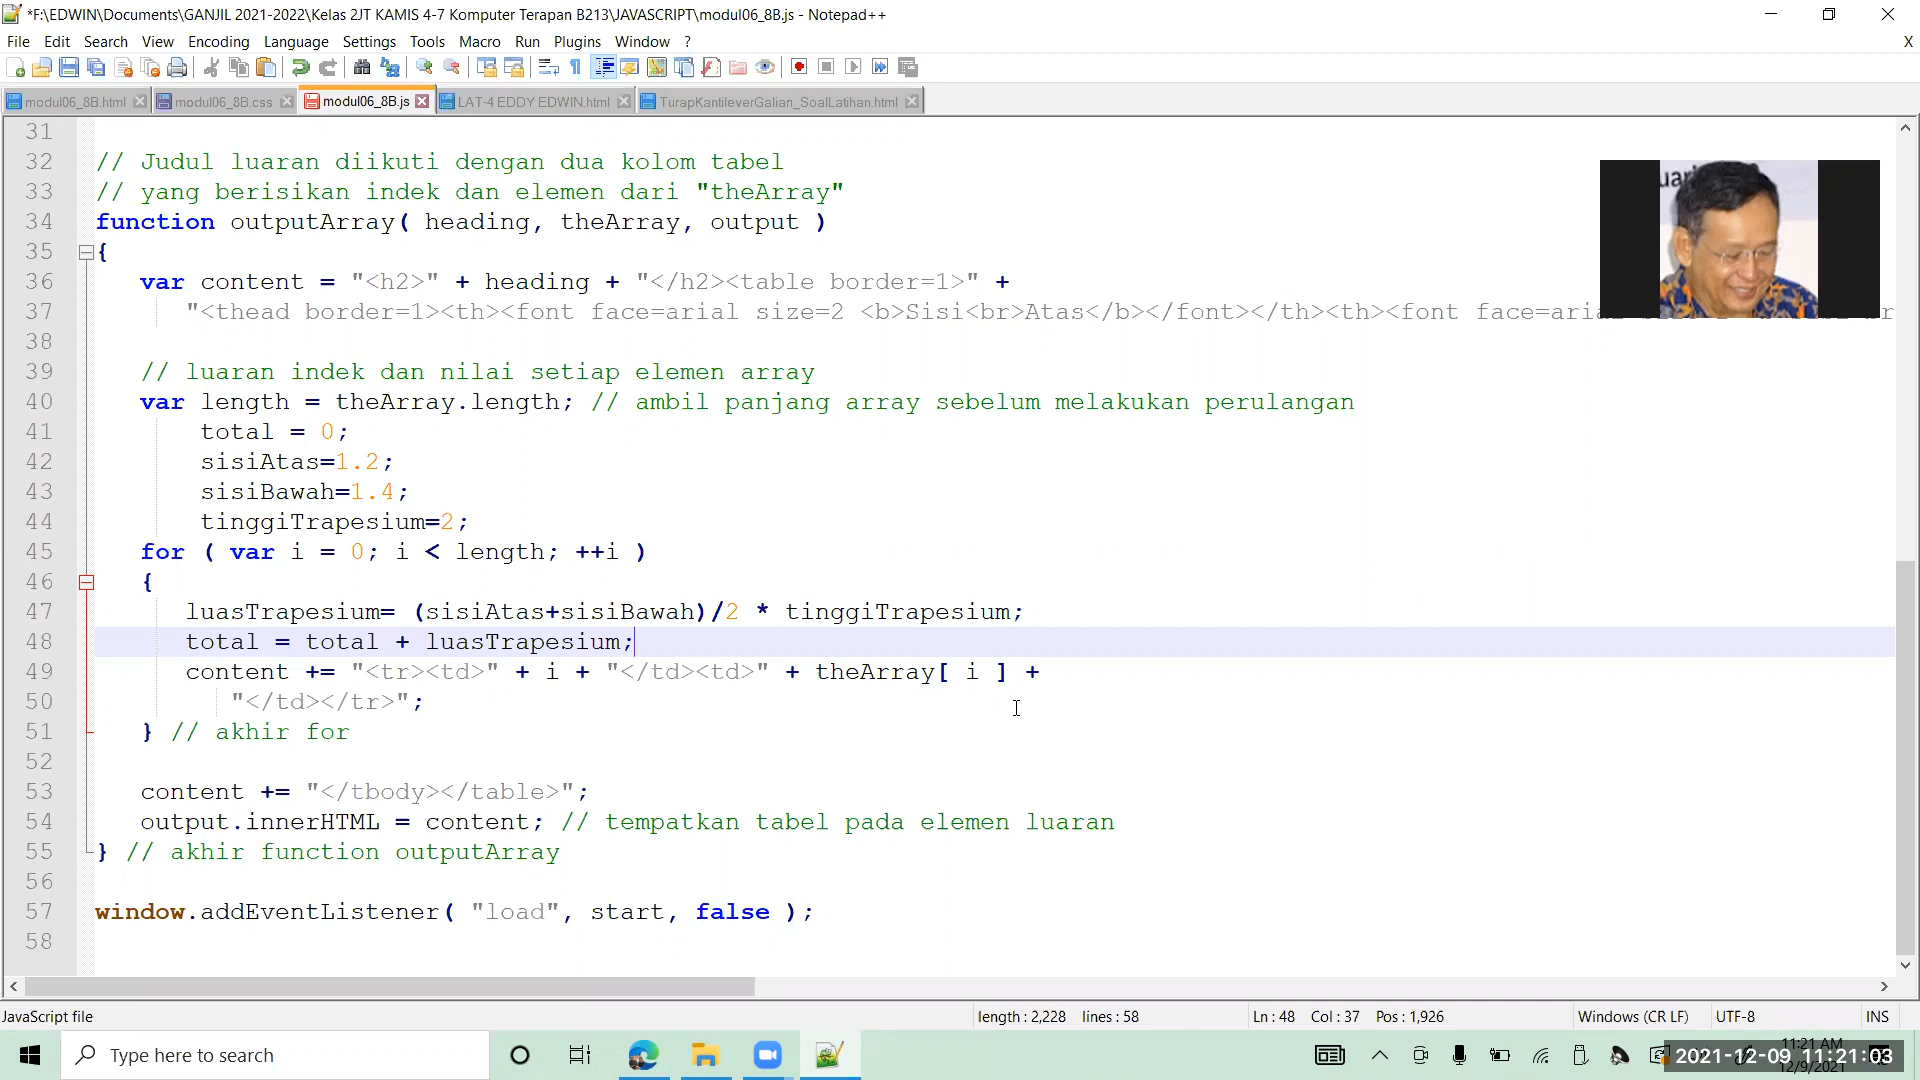 *F:\EDWIN\Documents\GANJIL 2021-2022\Kelas 2JT KAMIS 4-7 Komputer Terapan B213\JAVASCRIPT\modul06_8B.js - Notepad++
File Edit Search View Encoding Language Settings Tools Macro Run Plugins Window ? X
modul06_8B.html modul06_8B.css modul06_8B.js LAT-4 EDDY EDWIN.html TurapKantileverGalian_SoalLatihan.html
31
32 // Judul luaran diikuti dengan dua kolom tabel
33 // yang berisikan indek dan elemen dari "theArray"
34 function outputArray( heading, theArray, output )
35 {
36 var content = "<h2>" + heading + "</h2><table border=1>" +
37 "<thead border=1><th><font face=arial size=2 <b>Sisi<br>Atas</b></font></th><th><font face=aria
38
39 // luaran indek dan nilai setiap elemen array
40 var length = theArray.length; // ambil panjang array sebelum melakukan perulangan
41 total = 0;
42 sisiAtas=1.2;
43 sisiBawah=1.4;
44 tinggiTrapesium=2;
45 for ( var i = 0; i < length; ++i )
46 {
47 luasTrapesium= (sisiAtas+sisiBawah)/2 * tinggiTrapesium;
48 total = total + luasTrapesium;
49 content += "<tr><td>" + i + "</td><td>" + theArray[ i ] +
50 "</td></tr>";
51 } // akhir for
52
53 content += "</tbody></table>";
54 output.innerHTML = content; // tempatkan tabel pada elemen luaran
55 } // akhir function outputArray
56
57 window.addEventListener( "load", start, false );
58
JavaScript file length : 2,228 lines : 58 Ln : 48 Col : 37 Pos : 1,926 Windows (CR LF) UTF-8 INS
Type here to search
11:21 AM
2021-12-09 11:21:03
12/9/2021